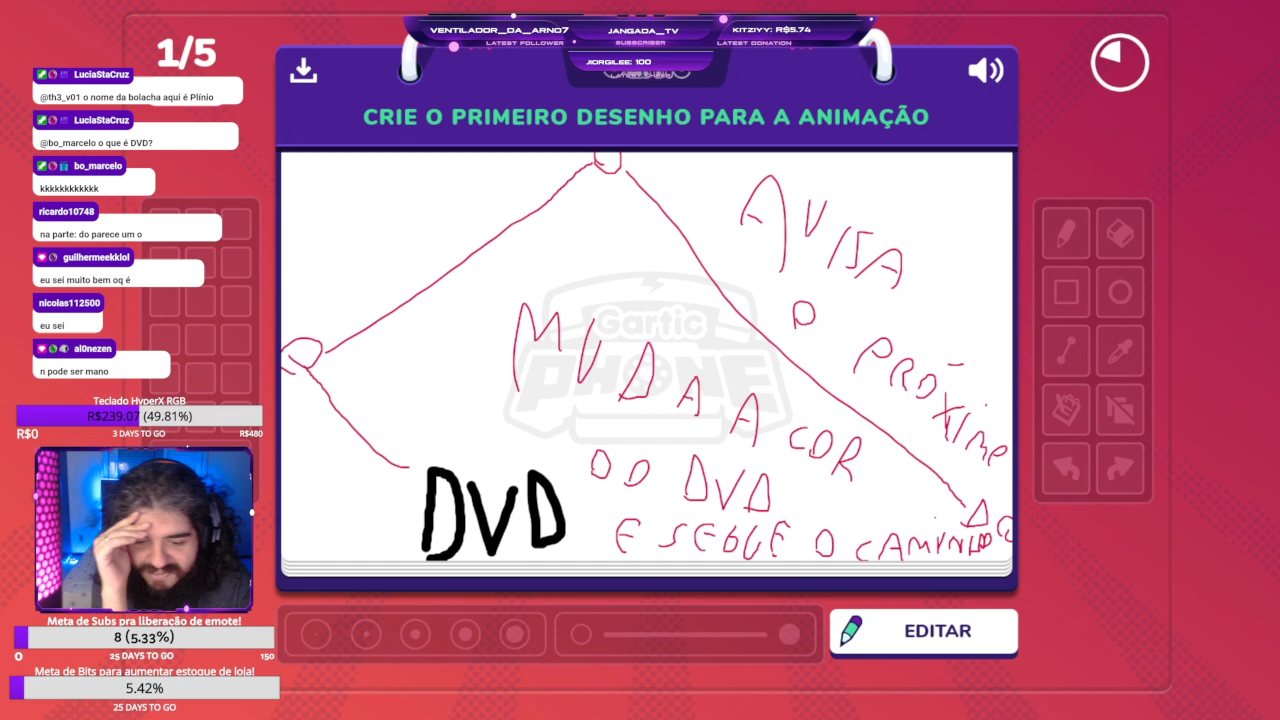 VENTILADOR_DA_ARNO7
LATEST FOLLOWER
JANGADA_TV
SUBSCRIBER
KITZIYY: R$5.74
LATEST DONATION
JIORGILEE: 100
1/5
CRIE O PRIMEIRO DESENHO PARA A ANIMAÇÃO
LuciaStaCruz
@th3_v01 o nome da bolacha aqui é Plínio
LuciaStaCruz
@bo_marcelo o que é DVD?
bo_marcelo
kkkkkkkkkkkk
ricardo10748
na parte: do parece um o
guilhermeekklol
eu sei muito bem oq é
nicolas112500
eu sei
al0nezen
n pode ser mano
Teclado HyperX RGB
R$239.07 (49.81%)
R$0
3 DAYS TO GO
R$480
AVISA
O
PRÓXIMO
MUDA A COR
DO DVD
E SEGUE O CAMINHO
DVD
Gartic
PHONE
Meta de Subs pra liberação de emote!
8 (5.33%)
0
25 DAYS TO GO
150
Meta de Bits para aumentar estoque de loja!
5.42%
25 DAYS TO GO
EDITAR